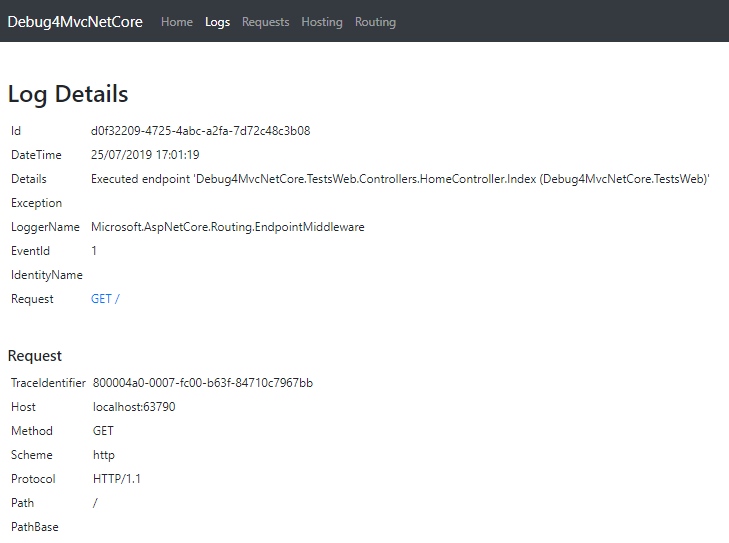 Debug4MvcNetCore Home Logs Requests Hosting Routing
Log Details
Id d0f32209-4725-4abc-a2fa-7d72c48c3b08
DateTime 25/07/2019 17:01:19
Details Executed endpoint 'Debug4MvcNetCore.TestsWeb.Controllers.HomeController.Index (Debug4MvcNetCore.TestsWeb)'
Exception
LoggerName Microsoft.AspNetCore.Routing.EndpointMiddleware
EventId 1
IdentityName
Request GET /
Request
TraceIdentifier 800004a0-0007-fc00-b63f-84710c7967bb
Host localhost:63790
Method GET
Scheme http
Protocol HTTP/1.1
Path /
PathBase